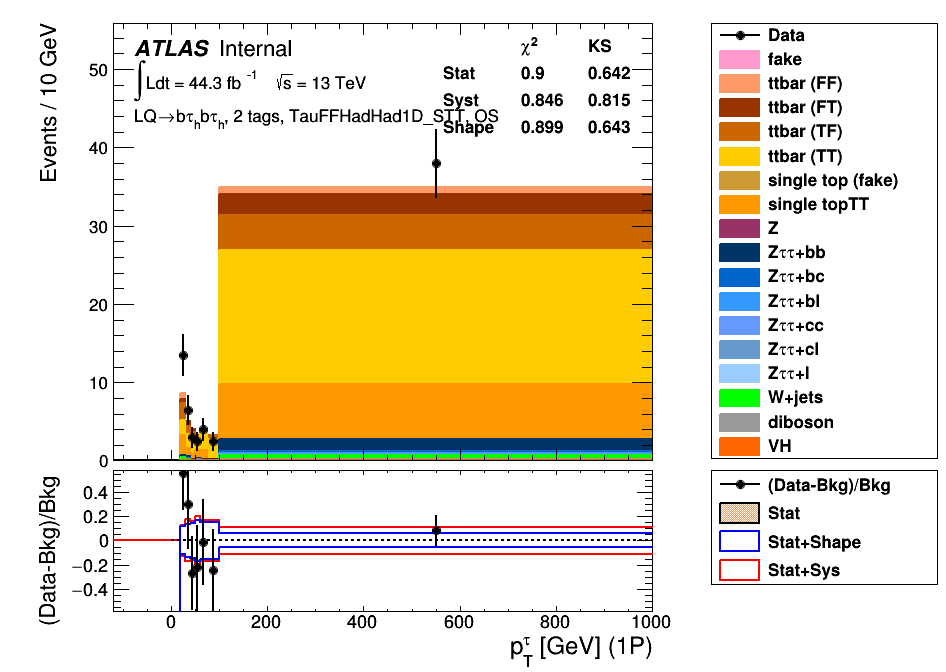 Events / 10 GeV
50
40
30
20
10
0
ATLAS Internal
∫Ldt = 44.3 fb⁻¹ √s = 13 TeV
LQ→bτₕbτₕ, 2 tags, TauFFHadHad1D_STT, OS
χ² KS
Stat 0.9 0.642
Syst 0.846 0.815
Shape 0.899 0.643
Data
fake
ttbar (FF)
ttbar (FT)
ttbar (TF)
ttbar (TT)
single top (fake)
single topTT
Z
Zττ+bb
Zττ+bc
Zττ+bl
Zττ+cc
Zττ+cl
Zττ+l
W+jets
diboson
VH
(Data-Bkg)/Bkg
0.4
0.2
0
−0.2
−0.4
0 200 400 600 800 1000
p_T^τ [GeV] (1P)
(Data-Bkg)/Bkg
Stat
Stat+Shape
Stat+Sys